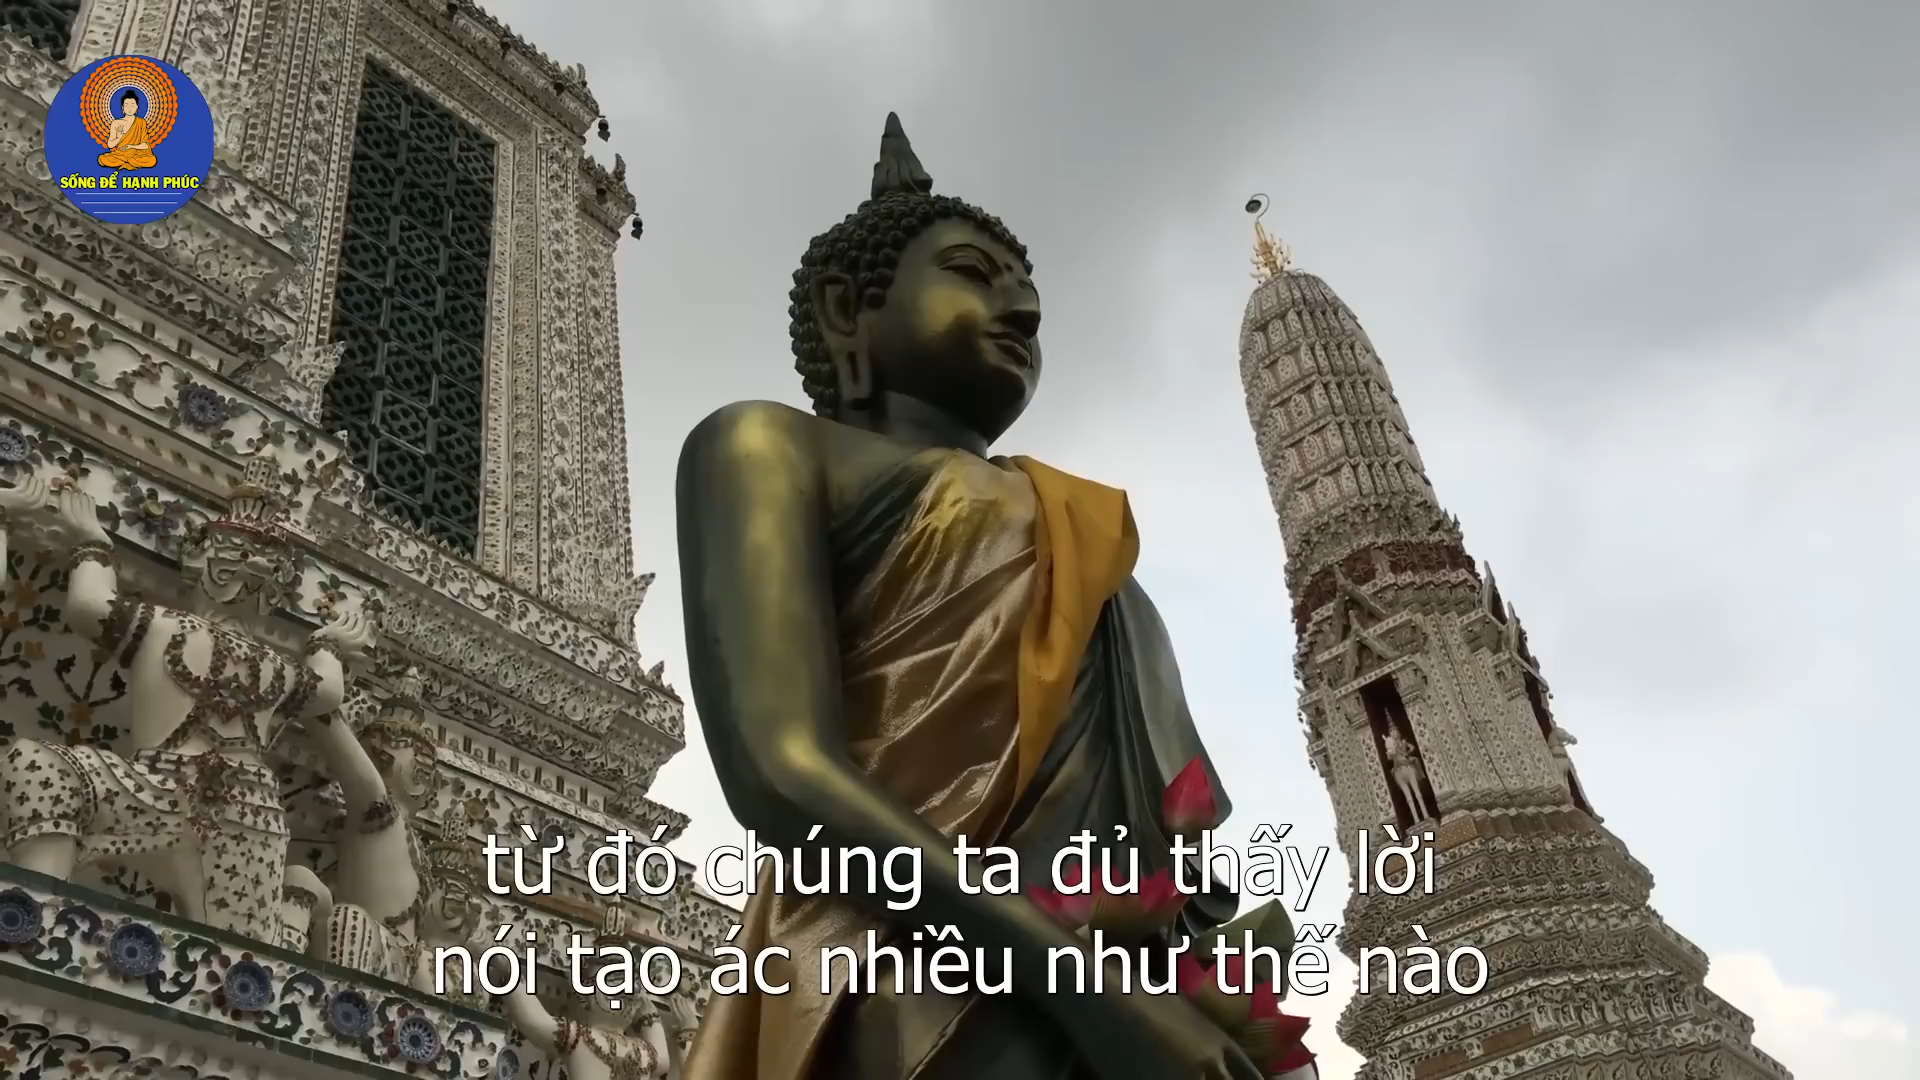 SỐNG ĐỂ HẠNH PHÚC
từ đó chúng ta đủ thấy lời
nói tạo ác nhiều như thế nào